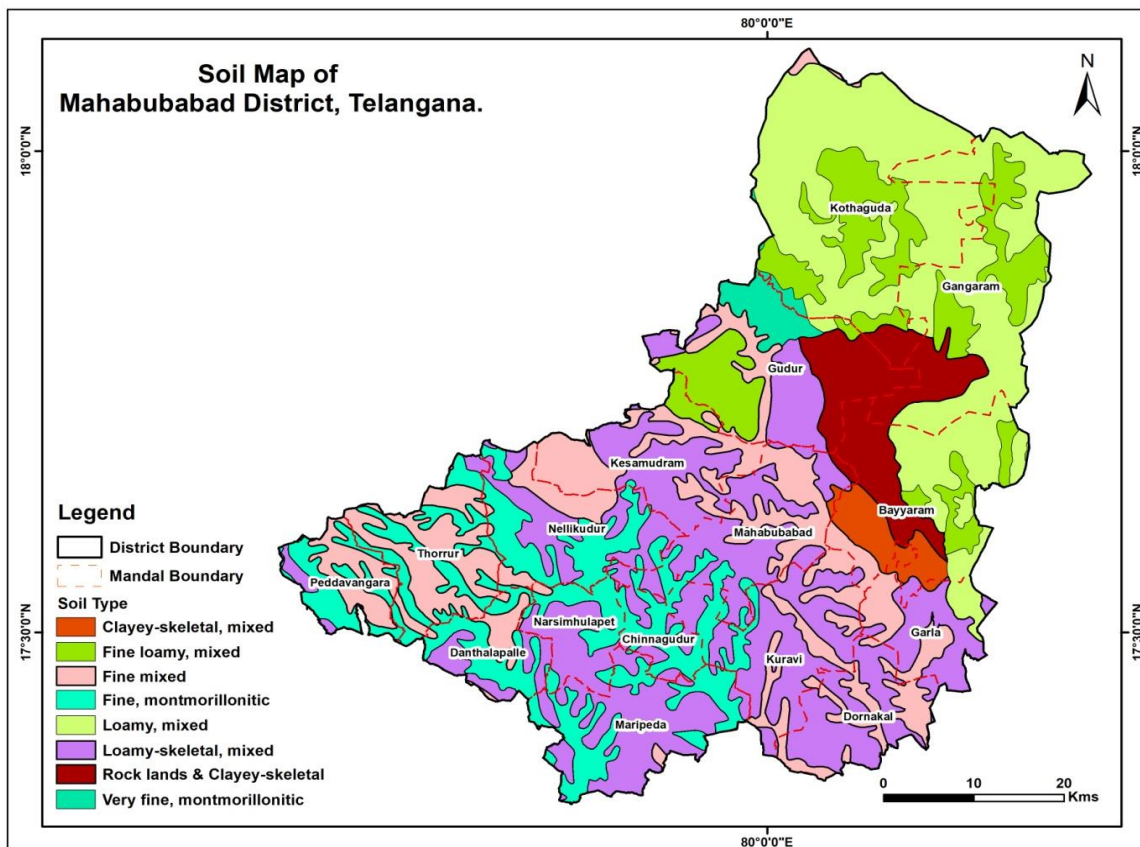 80°0'0"E
Soil Map of
Mahabubabad District, Telangana.
N
18°0'0"N
18°0'0"N
Kothaguda
Gangaram
Gudur
Kesamudram
Bayyaram
Nellikudur
Mahabubabad
Thorrur
Peddavangara
Narsimhulapet
Chinnagudur
Garla
Danthalapalle
Kuravi
Maripeda
Dornakal
17°30'0"N
17°30'0"N
Legend
District Boundary
Mandal Boundary
Soil Type
Clayey-skeletal, mixed
Fine loamy, mixed
Fine mixed
Fine, montmorillonitic
Loamy, mixed
Loamy-skeletal, mixed
Rock lands & Clayey-skeletal
Very fine, montmorillonitic
0 10 20
Kms
80°0'0"E